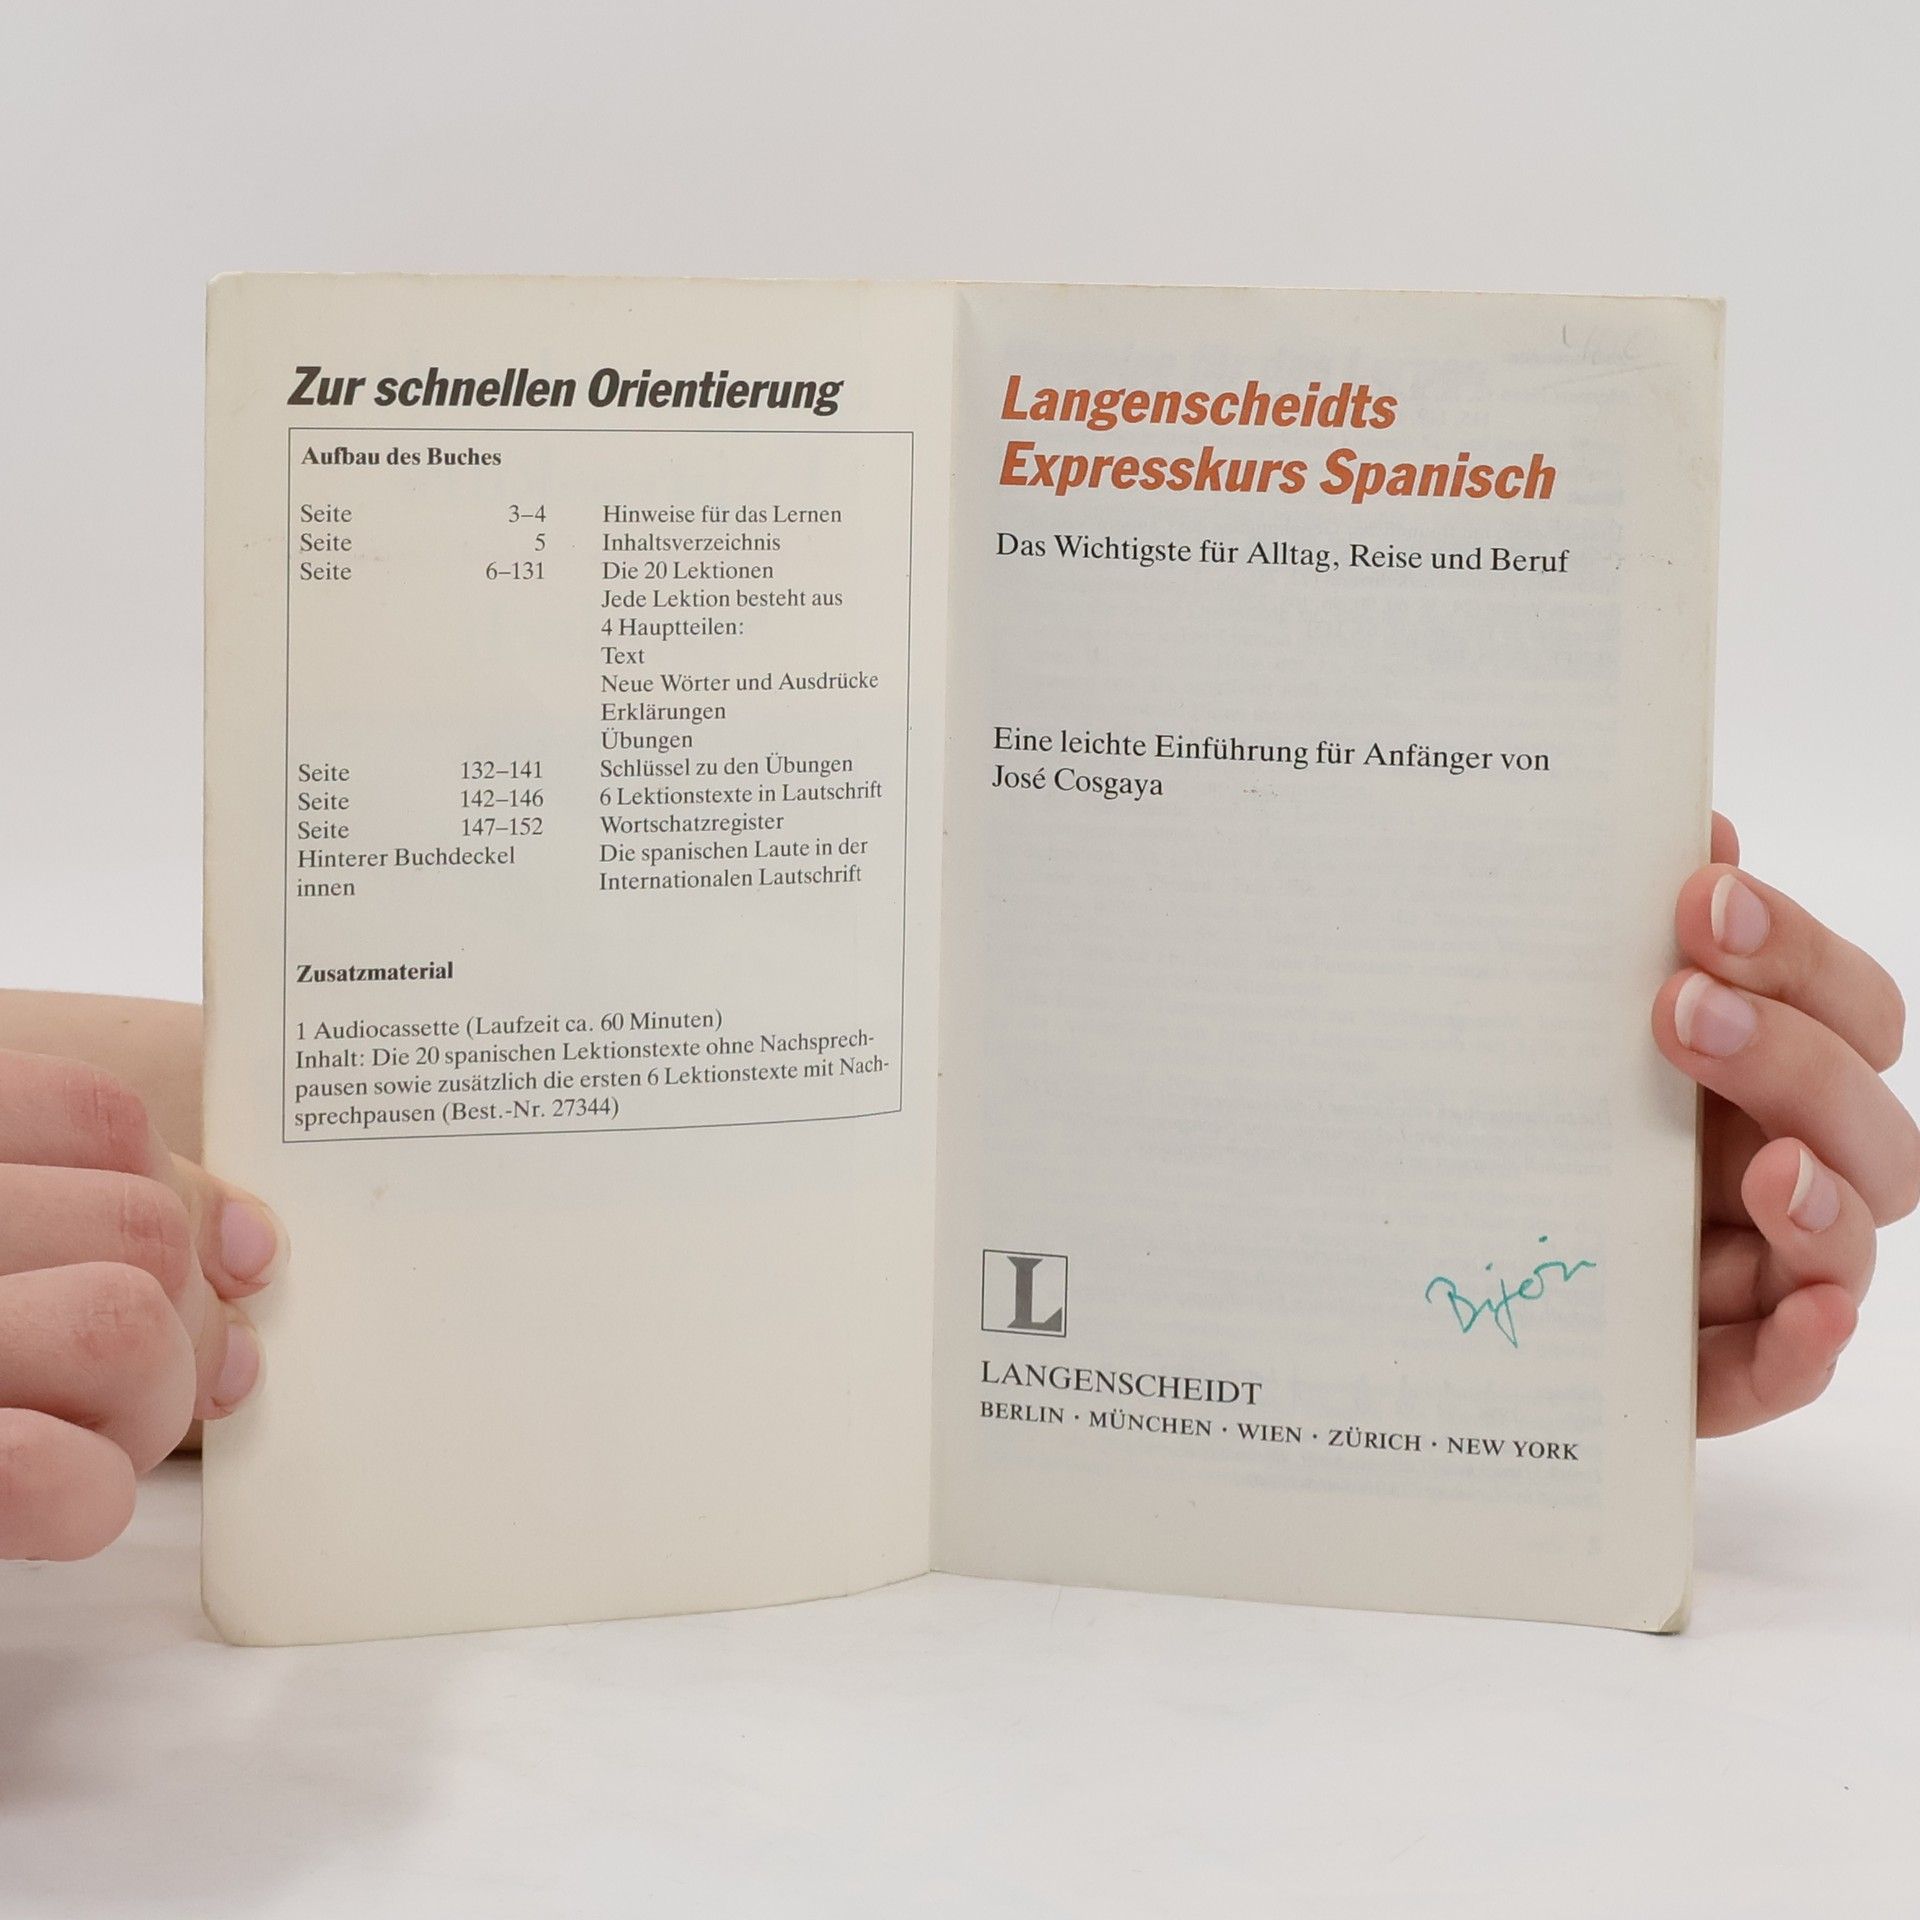 Zur schnellen Orientierung
Aufbau des Buches
Seite 3–4 Hinweise für das Lernen
Seite 5 Inhaltsverzeichnis
Seite 6–131 Die 20 Lektionen
Jede Lektion besteht aus
4 Hauptteilen:
Text
Neue Wörter und Ausdrücke
Erklärungen
Übungen
Seite 132–141 Schlüssel zu den Übungen
Seite 142–146 6 Lektionstexte in Lautschrift
Seite 147–152 Wortschatzregister
Hinterer Buchdeckel Die spanischen Laute in der
innen Internationalen Lautschrift
Zusatzmaterial
1 Audiocassette (Laufzeit ca. 60 Minuten)
Inhalt: Die 20 spanischen Lektionstexte ohne Nachsprech-
pausen sowie zusätzlich die ersten 6 Lektionstexte mit Nach-
sprechpausen (Best.-Nr. 27344)
Langenscheidts
Expresskurs Spanisch
Das Wichtigste für Alltag, Reise und Beruf
Eine leichte Einführung für Anfänger von
José Cosgaya
L
LANGENSCHEIDT
BERLIN · MÜNCHEN · WIEN · ZÜRICH · NEW YORK